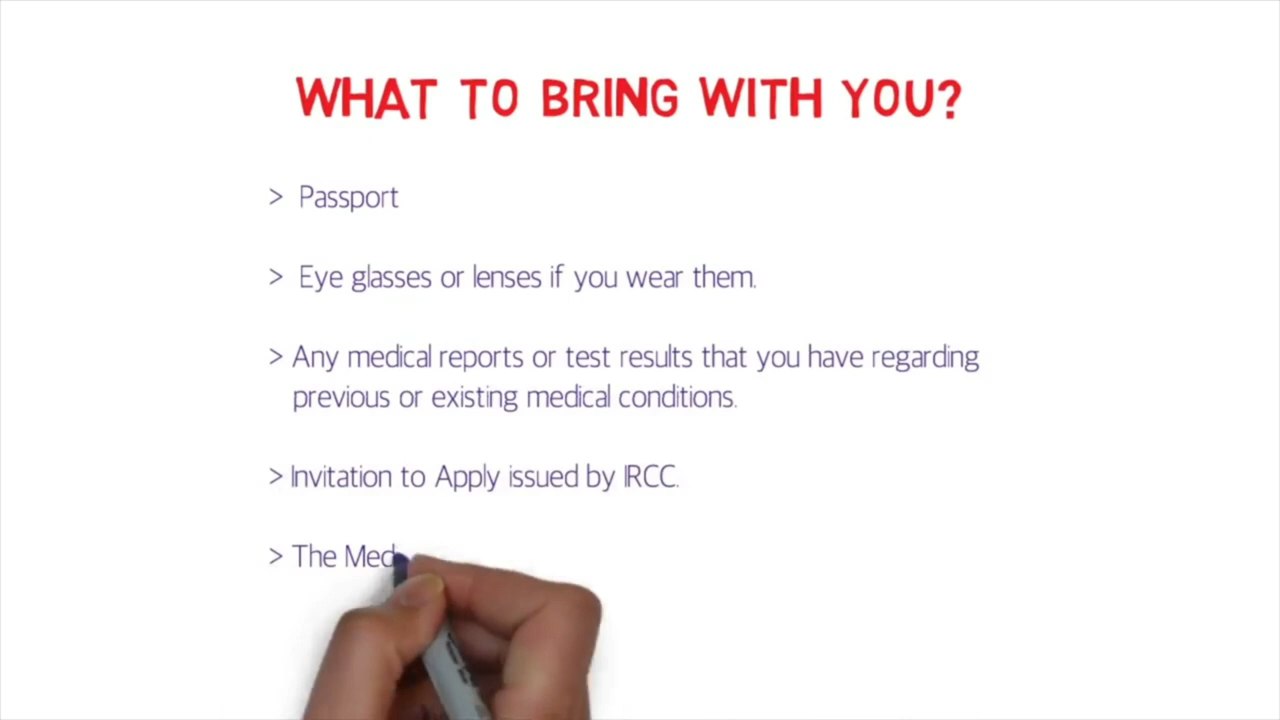 WHAT TO BRING WITH YOU?
> Passport
> Eye glasses or lenses if you wear them.
> Any medical reports or test results that you have regarding
previous or existing medical conditions.
> Invitation to Apply issued by IRCC.
> The Med